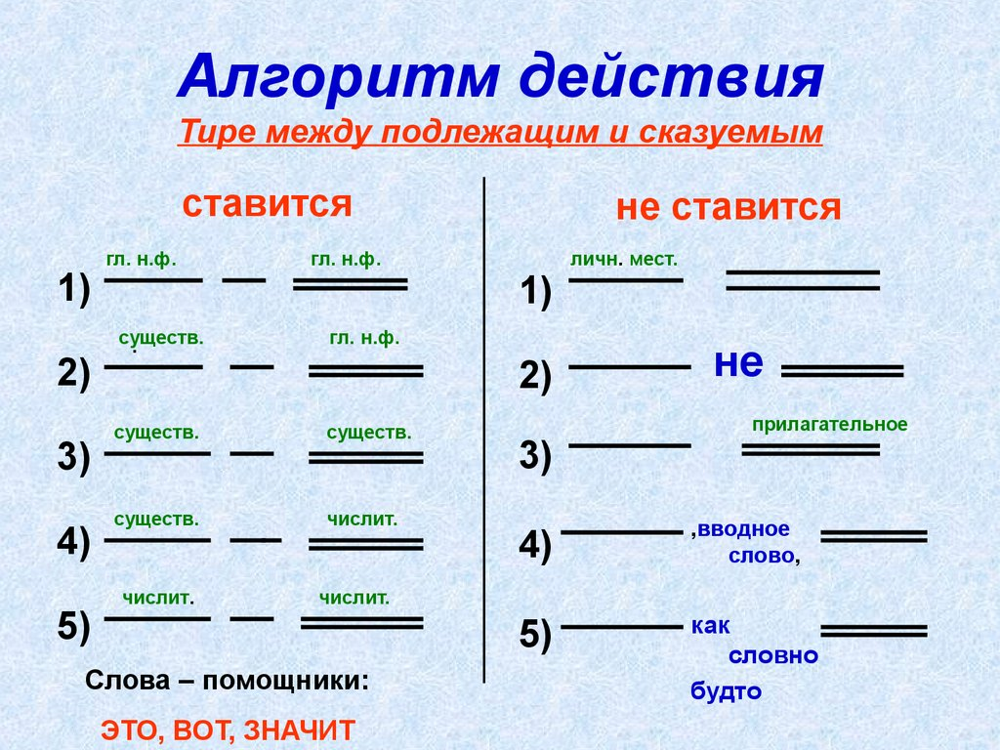 Алгоритм действия
Тире между подлежащим и сказуемым
ставится
гл. н.ф. гл. н.ф.
1)
существ. гл. н.ф.
2)
существ. существ.
3)
существ. числит.
4)
числит. числит.
5)
Слова – помощники:
ЭТО, ВОТ, ЗНАЧИТ
не ставится
личн. мест.
1)
2) не
прилагательное
3)
4) ,вводное
слово,
5) как
словно
будто